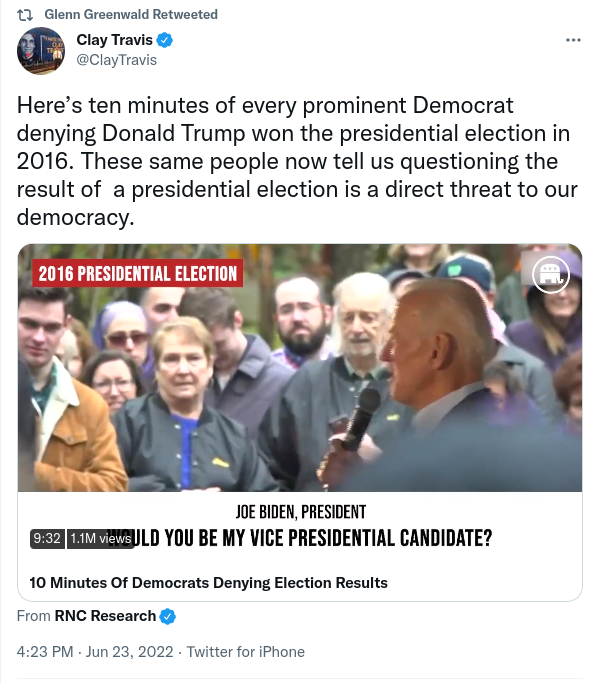 Glenn Greenwald Retweeted
Clay Travis
@ClayTravis
Here’s ten minutes of every prominent Democrat
denying Donald Trump won the presidential election in
2016. These same people now tell us questioning the
result of  a presidential election is a direct threat to our
democracy.
2016 PRESIDENTIAL ELECTION
JOE BIDEN, PRESIDENT
WOULD YOU BE MY VICE PRESIDENTIAL CANDIDATE?
9:32 1.1M views
10 Minutes Of Democrats Denying Election Results
From RNC Research
4:23 PM · Jun 23, 2022 · Twitter for iPhone